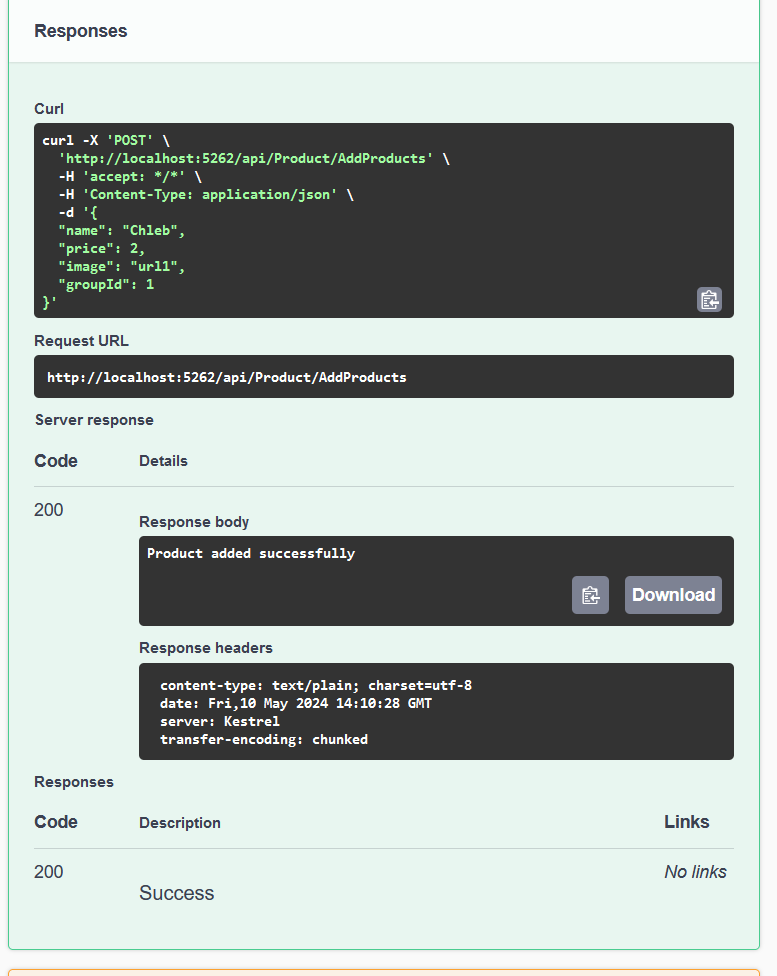 Responses
Curl
curl -X 'POST' \
'http://localhost:5262/api/Product/AddProducts' \
-H 'accept: */*' \
-H 'Content-Type: application/json' \
-d '{
"name": "Chleb",
"price": 2,
"image": "url1",
"groupId": 1
}'
Request URL
http://localhost:5262/api/Product/AddProducts
Server response
Code Details
200
Response body
Product added successfully
Download
Response headers
content-type: text/plain; charset=utf-8
date: Fri,10 May 2024 14:10:28 GMT
server: Kestrel
transfer-encoding: chunked
Responses
Code Description Links
200 No links
Success